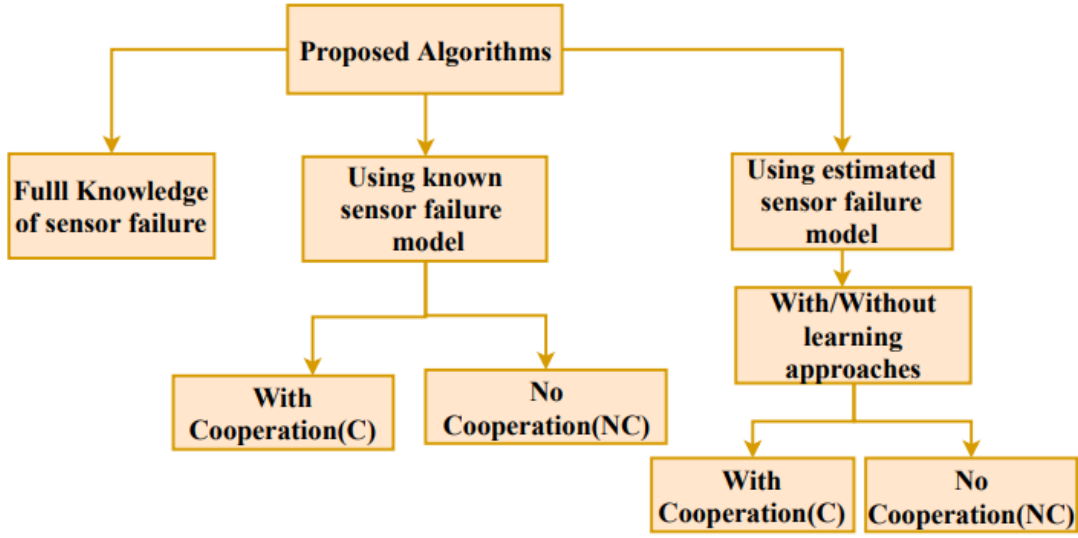 Proposed Algorithms
Fulll Knowledge
of sensor failure
Using known
sensor failure
model
Using estimated
sensor failure
model
With/Without
learning
approaches
With
Cooperation(C)
No
Cooperation(NC)
With
Cooperation(C)
No
Cooperation(NC)